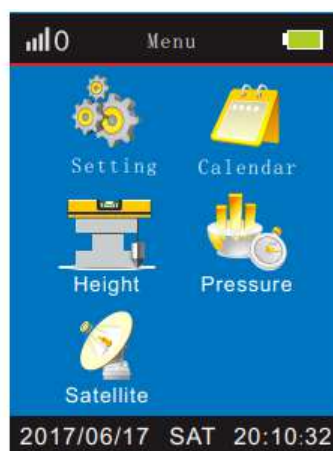 0 Menu
Setting Calendar
Height Pressure
Satellite
2017/06/17 SAT 20:10:32